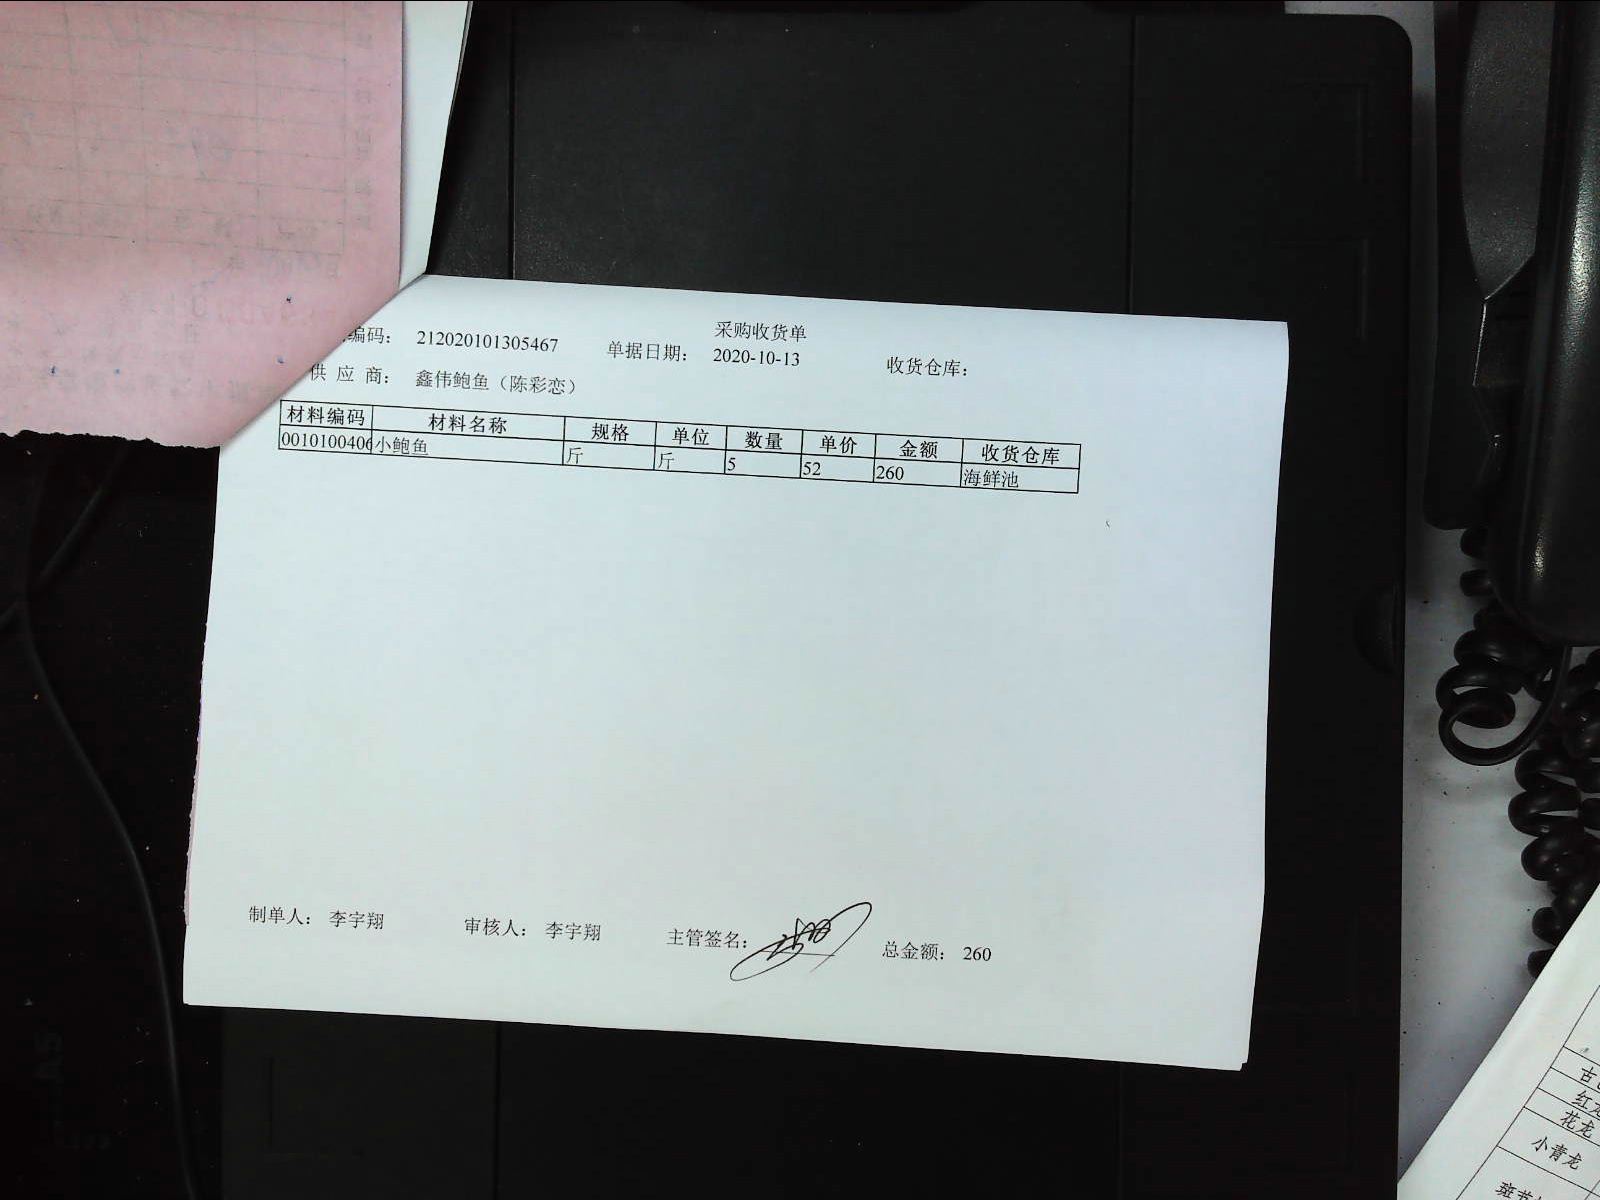 采购收货单
编码： 212020101305467 单据日期： 2020-10-13 收货仓库：
供 应 商： 鑫伟鲍鱼（陈彩恋）
材料编码 材料名称 规格 单位 数量 单价 金额 收货仓库
0010100406 小鲍鱼 斤 斤 5 52 260 海鲜池
制单人： 李宇翔 审核人： 李宇翔 主管签名： 总金额： 260
花龙
小青龙